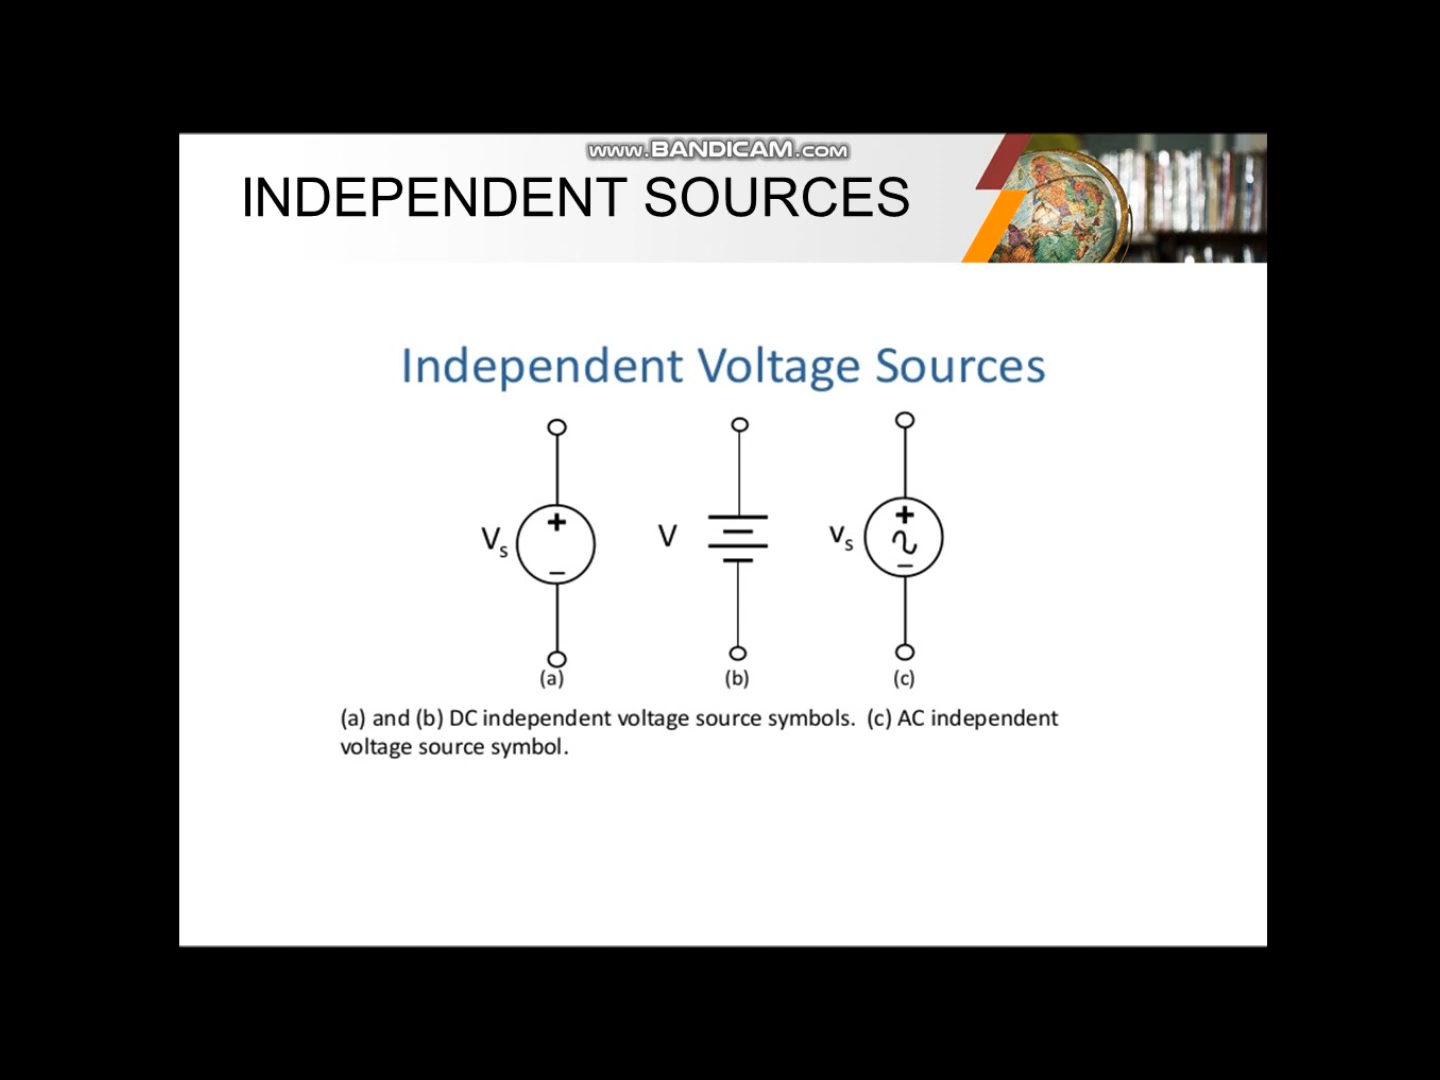 www.BANDICAM.com
INDEPENDENT SOURCES
Independent Voltage Sources
+
+
Vs
V
Vs
−
−
(a)
(b)
(c)
(a) and (b) DC independent voltage source symbols. (c) AC independent
voltage source symbol.